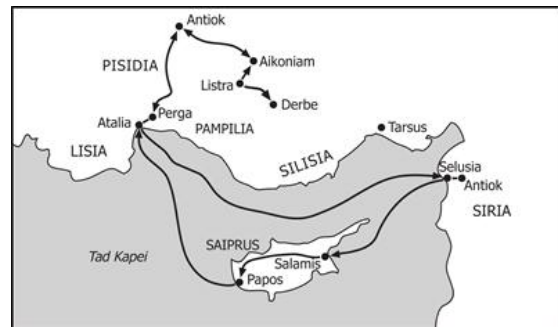 Antiok
PISIDIA
Aikoniam
Listra
Derbe
Perga
Atalia
PAMPILIA
Tarsus
LISIA
SILISIA
Selusia
Antiok
SIRIA
SAIPRUS
Salamis
Tad Kapei
Papos